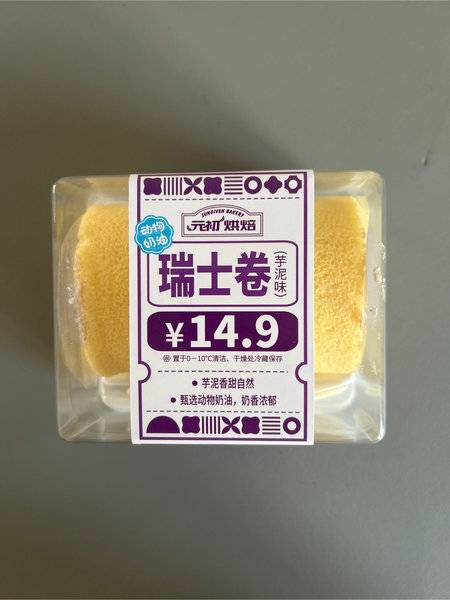 SUNGIVEN BAKERY
元初烘焙
动物
奶油
瑞士卷
(芋泥味)
¥14.9
置于0－10℃清洁、干燥处冷藏保存
• 芋泥香甜自然
• 甄选动物奶油，奶香浓郁